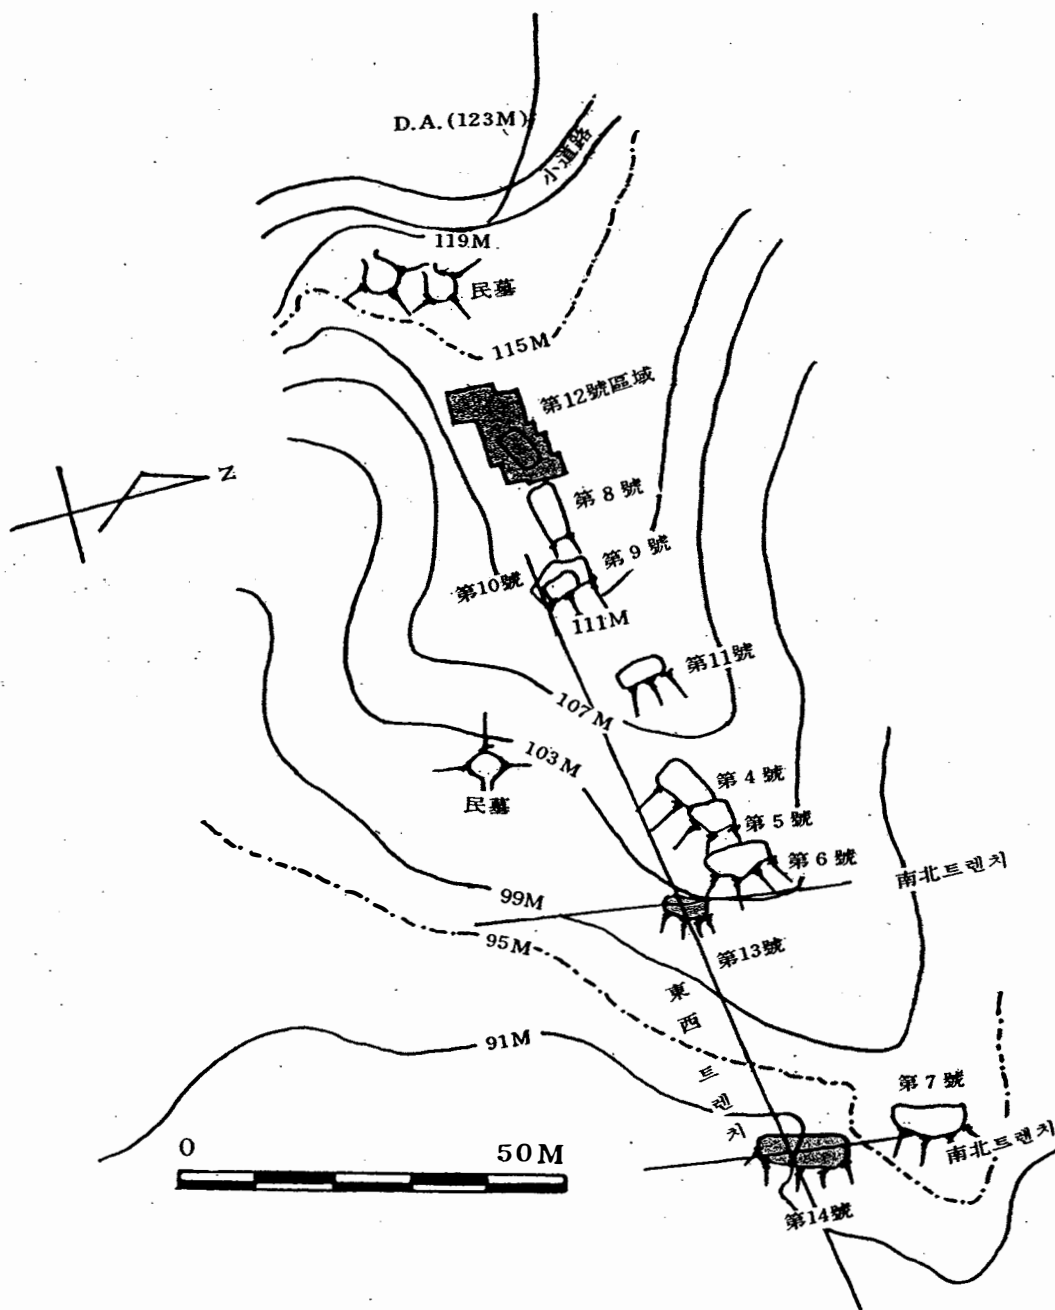 D.A.(123M)
小道路
119M
民墓
115M
第12號區域
N
第 8 號
第 9 號
第10號
111M
第11號
107M
103M
民墓
第 4 號
第 5 號
第 6 號
南北트렌치
99M
95M
第13號
東西트렌치
91M
第 7 號
南北트렌치
0
50M
第14號